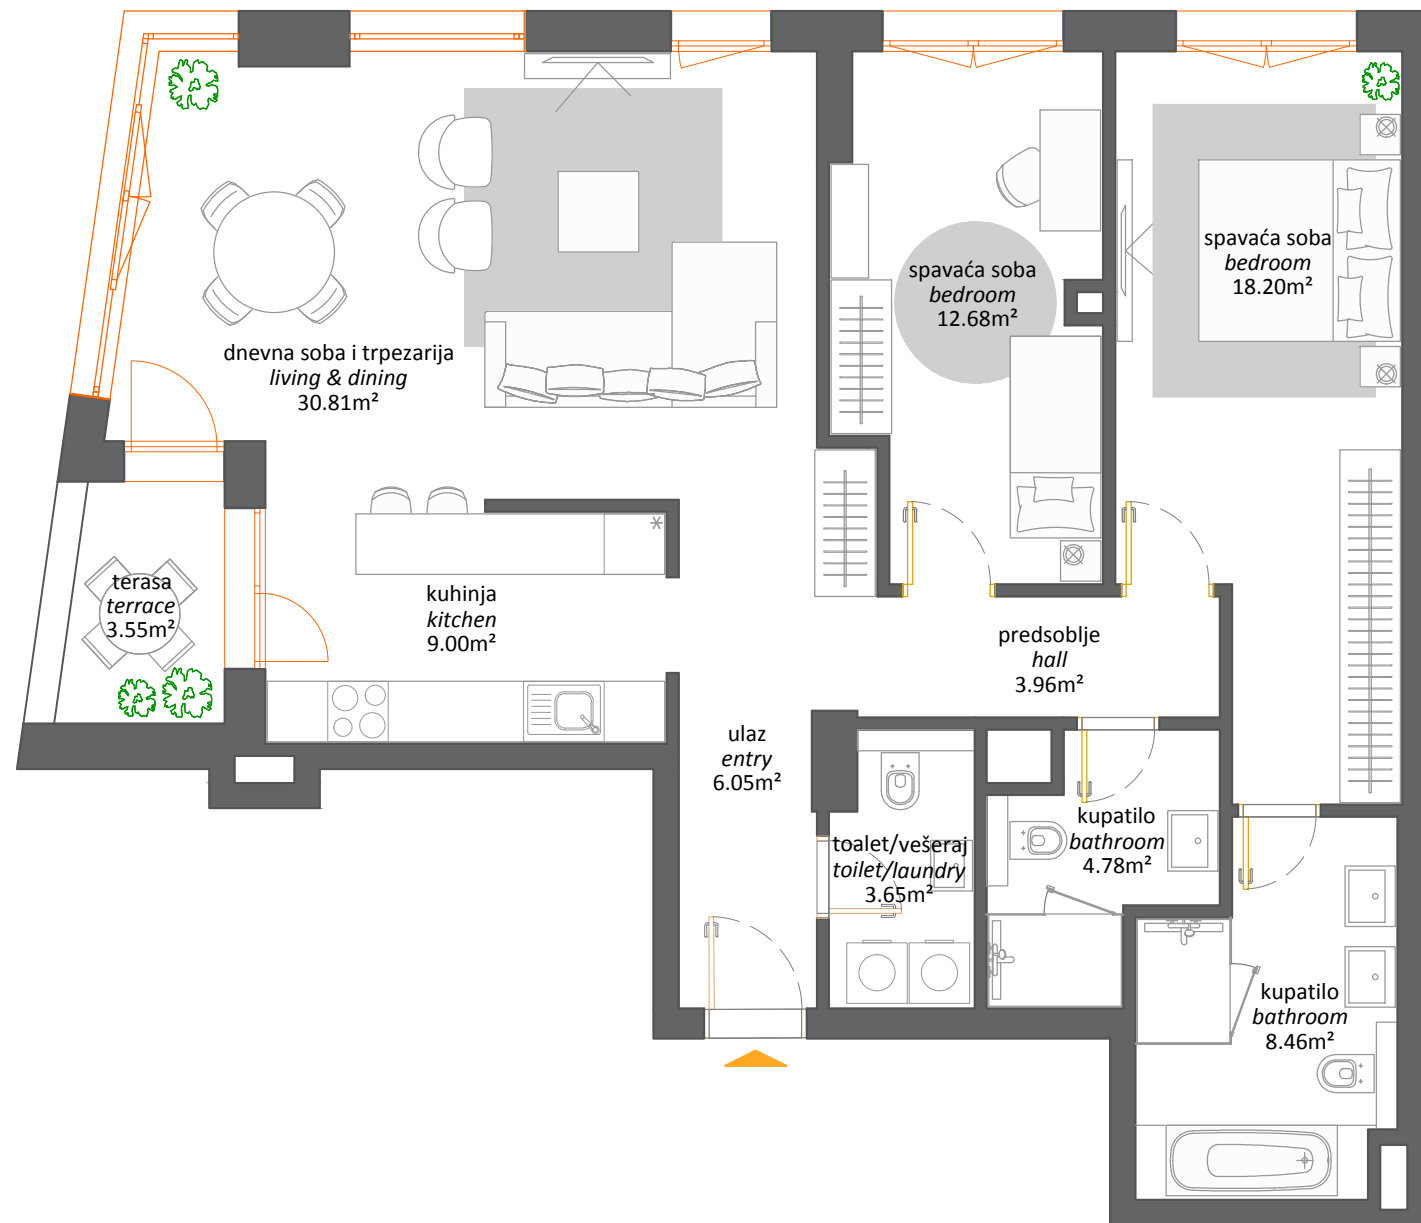 dnevna soba i trpezarija
living & dining
30.81m²
spavaća soba
bedroom
12.68m²
spavaća soba
bedroom
18.20m²
terasa
terrace
3.55m²
kuhinja
kitchen
9.00m²
predsoblje
hall
3.96m²
ulaz
entry
6.05m²
toalet/vešeraj
toilet/laundry
3.65m²
kupatilo
bathroom
4.78m²
kupatilo
bathroom
8.46m²